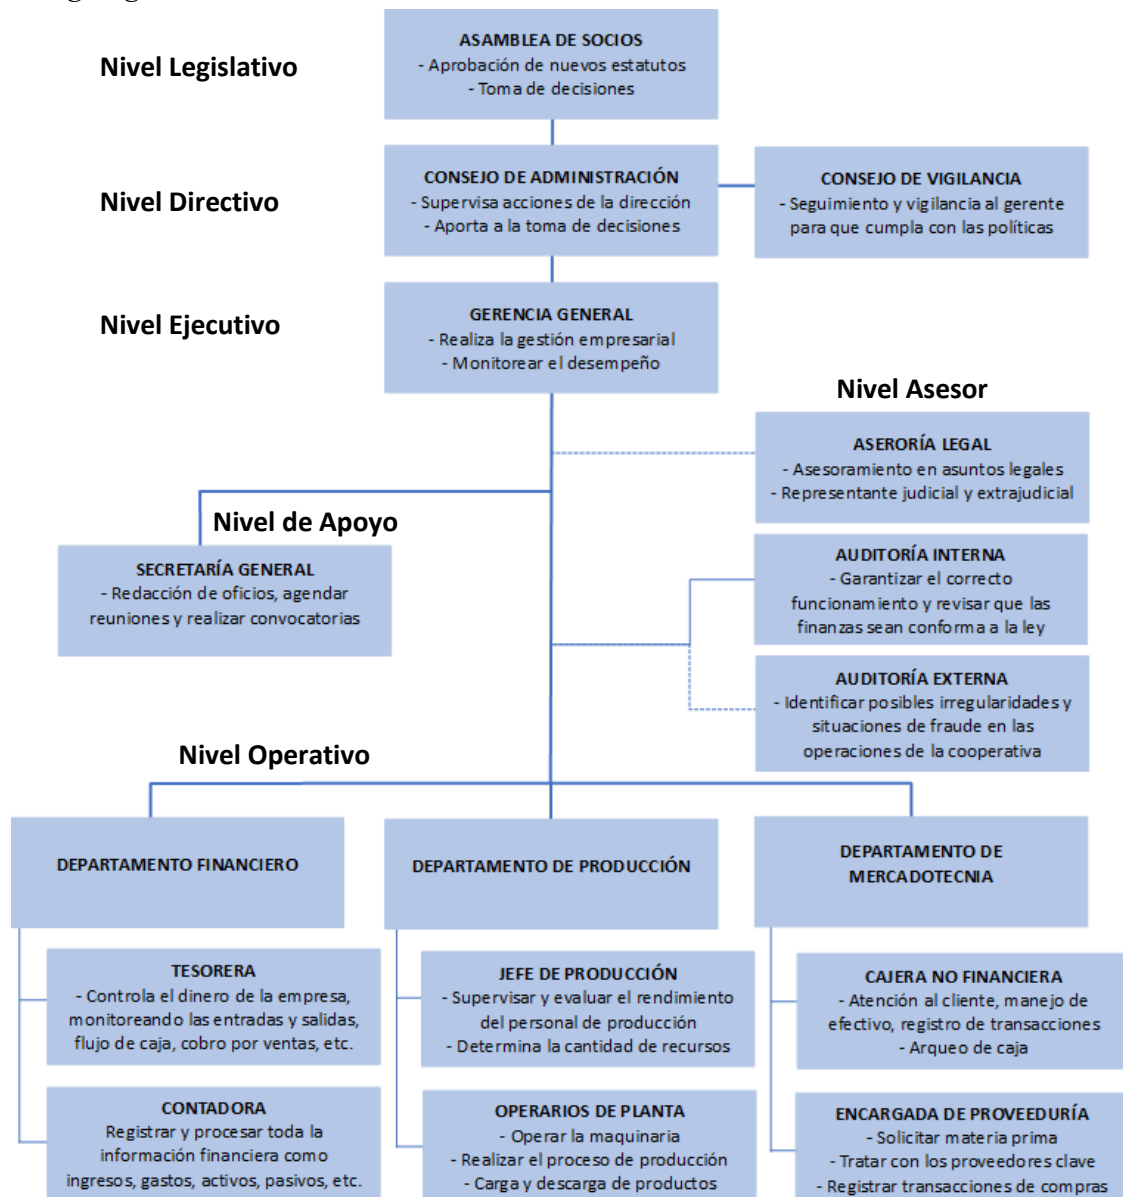 Nivel Legislativo
ASAMBLEA DE SOCIOS
- Aprobación de nuevos estatutos
- Toma de decisiones
Nivel Directivo
CONSEJO DE ADMINISTRACIÓN
- Supervisa acciones de la dirección
- Aporta a la toma de decisiones
CONSEJO DE VIGILANCIA
- Seguimiento y vigilancia al gerente
para que cumpla con las políticas
Nivel Ejecutivo
GERENCIA GENERAL
- Realiza la gestión empresarial
- Monitorear el desempeño
Nivel Asesor
ASERORÍA LEGAL
- Asesoramiento en asuntos legales
- Representante judicial y extrajudicial
Nivel de Apoyo
SECRETARÍA GENERAL
- Redacción de oficios, agendar
reuniones y realizar convocatorias
AUDITORÍA INTERNA
- Garantizar el correcto
funcionamiento y revisar que las
finanzas sean conforma a la ley
AUDITORÍA EXTERNA
- Identificar posibles irregularidades y
situaciones de fraude en las
operaciones de la cooperativa
Nivel Operativo
DEPARTAMENTO FINANCIERO
DEPARTAMENTO DE PRODUCCIÓN
DEPARTAMENTO DE
MERCADOTECNIA
TESORERA
- Controla el dinero de la empresa,
monitoreando las entradas y salidas,
flujo de caja, cobro por ventas, etc.
JEFE DE PRODUCCIÓN
- Supervisar y evaluar el rendimiento
del personal de producción
- Determina la cantidad de recursos
CAJERA NO FINANCIERA
- Atención al cliente, manejo de
efectivo, registro de transacciones
- Arqueo de caja
CONTADORA
Registrar y procesar toda la
información financiera como
ingresos, gastos, activos, pasivos, etc.
OPERARIOS DE PLANTA
- Operar la maquinaria
- Realizar el proceso de producción
- Carga y descarga de productos
ENCARGADA DE PROVEEDURÍA
- Solicitar materia prima
- Tratar con los proveedores clave
- Registrar transacciones de compras